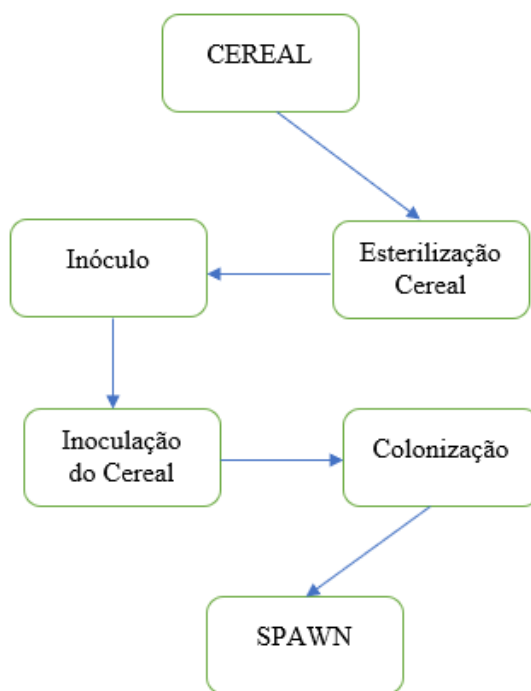 CEREAL
Esterilização
Cereal
Inóculo
Inoculação
do Cereal
Colonização
SPAWN